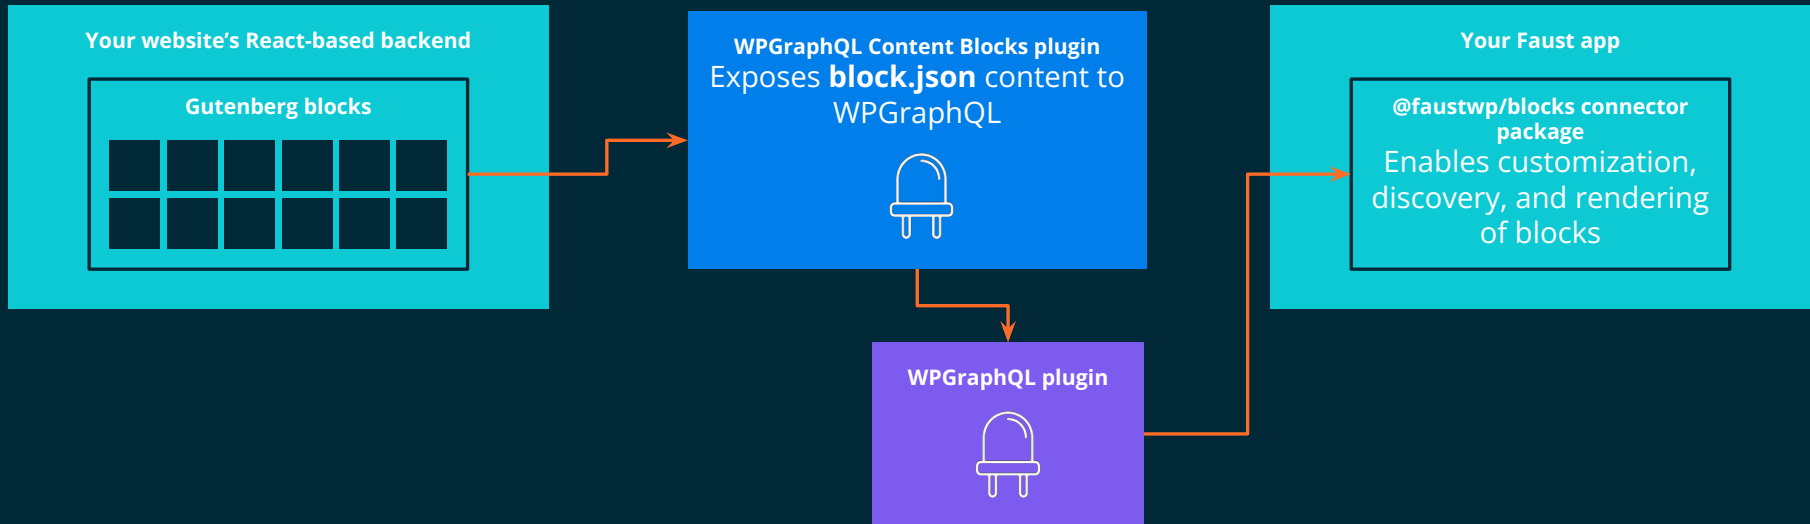 Your website’s React-based backend
Gutenberg blocks
WPGraphQL Content Blocks plugin
Exposes block.json content to
WPGraphQL
WPGraphQL plugin
Your Faust app
@faustwp/blocks connector
package
Enables customization,
discovery, and rendering
of blocks